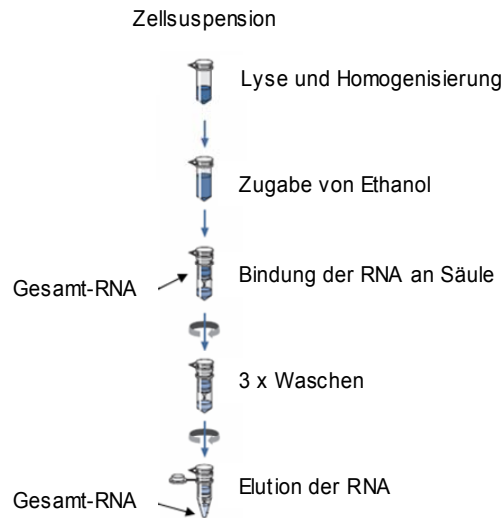 Zellsuspension
Lyse und Homogenisierung
Zugabe von Ethanol
Bindung der RNA an Säule
Gesamt-RNA
3 x Waschen
Elution der RNA
Gesamt-RNA